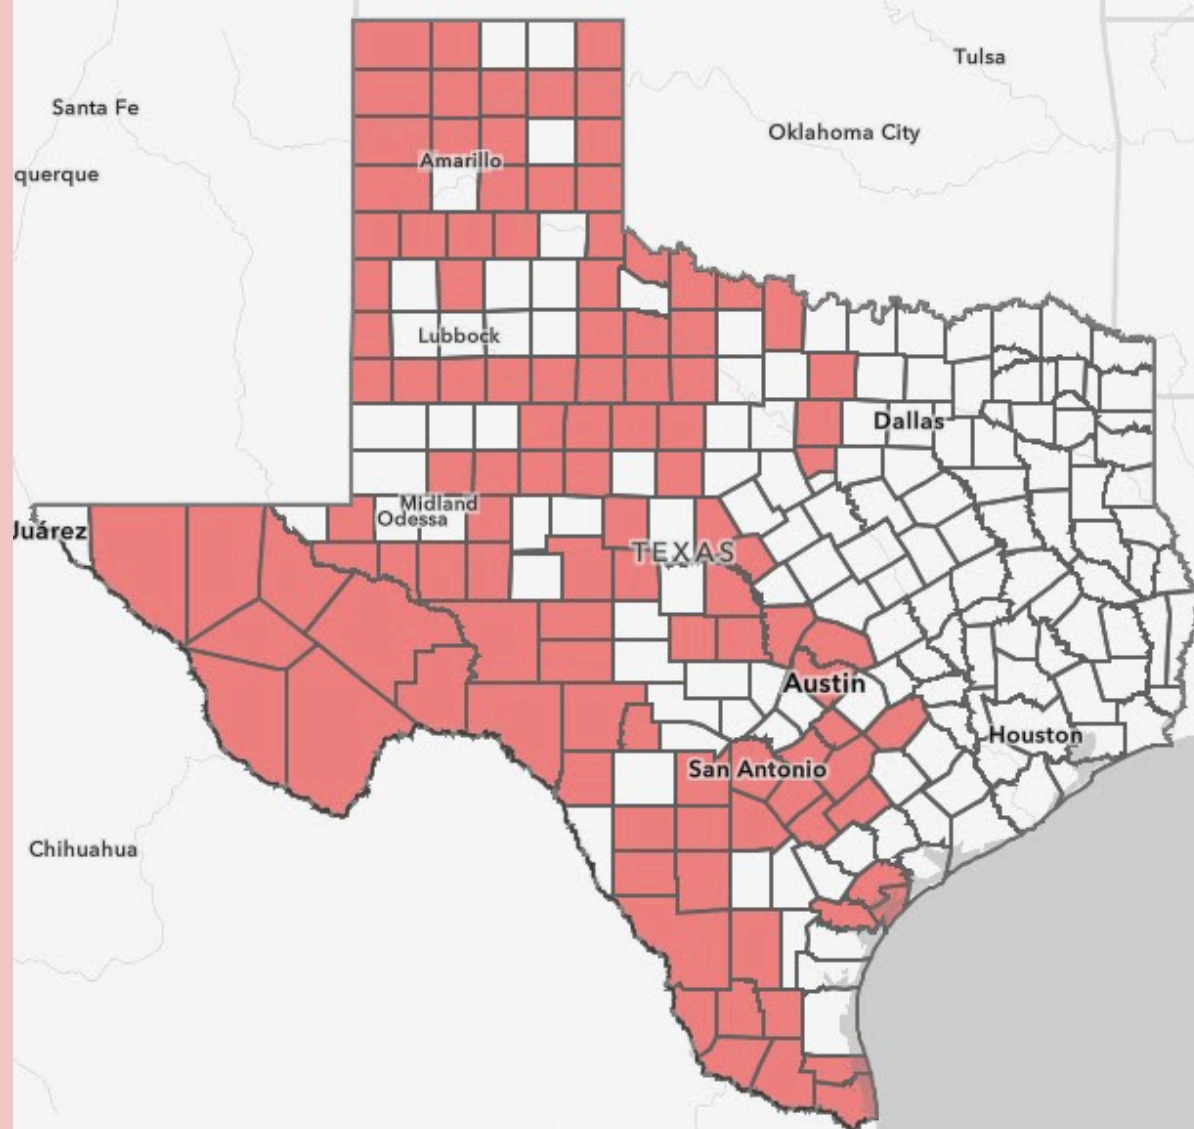 Tulsa
Santa Fe
Oklahoma City
Amarillo
querque
Lubbock
Dallas
Midland
Odessa
Juárez
TEXAS
Austin
Houston
San Antonio
Chihuahua